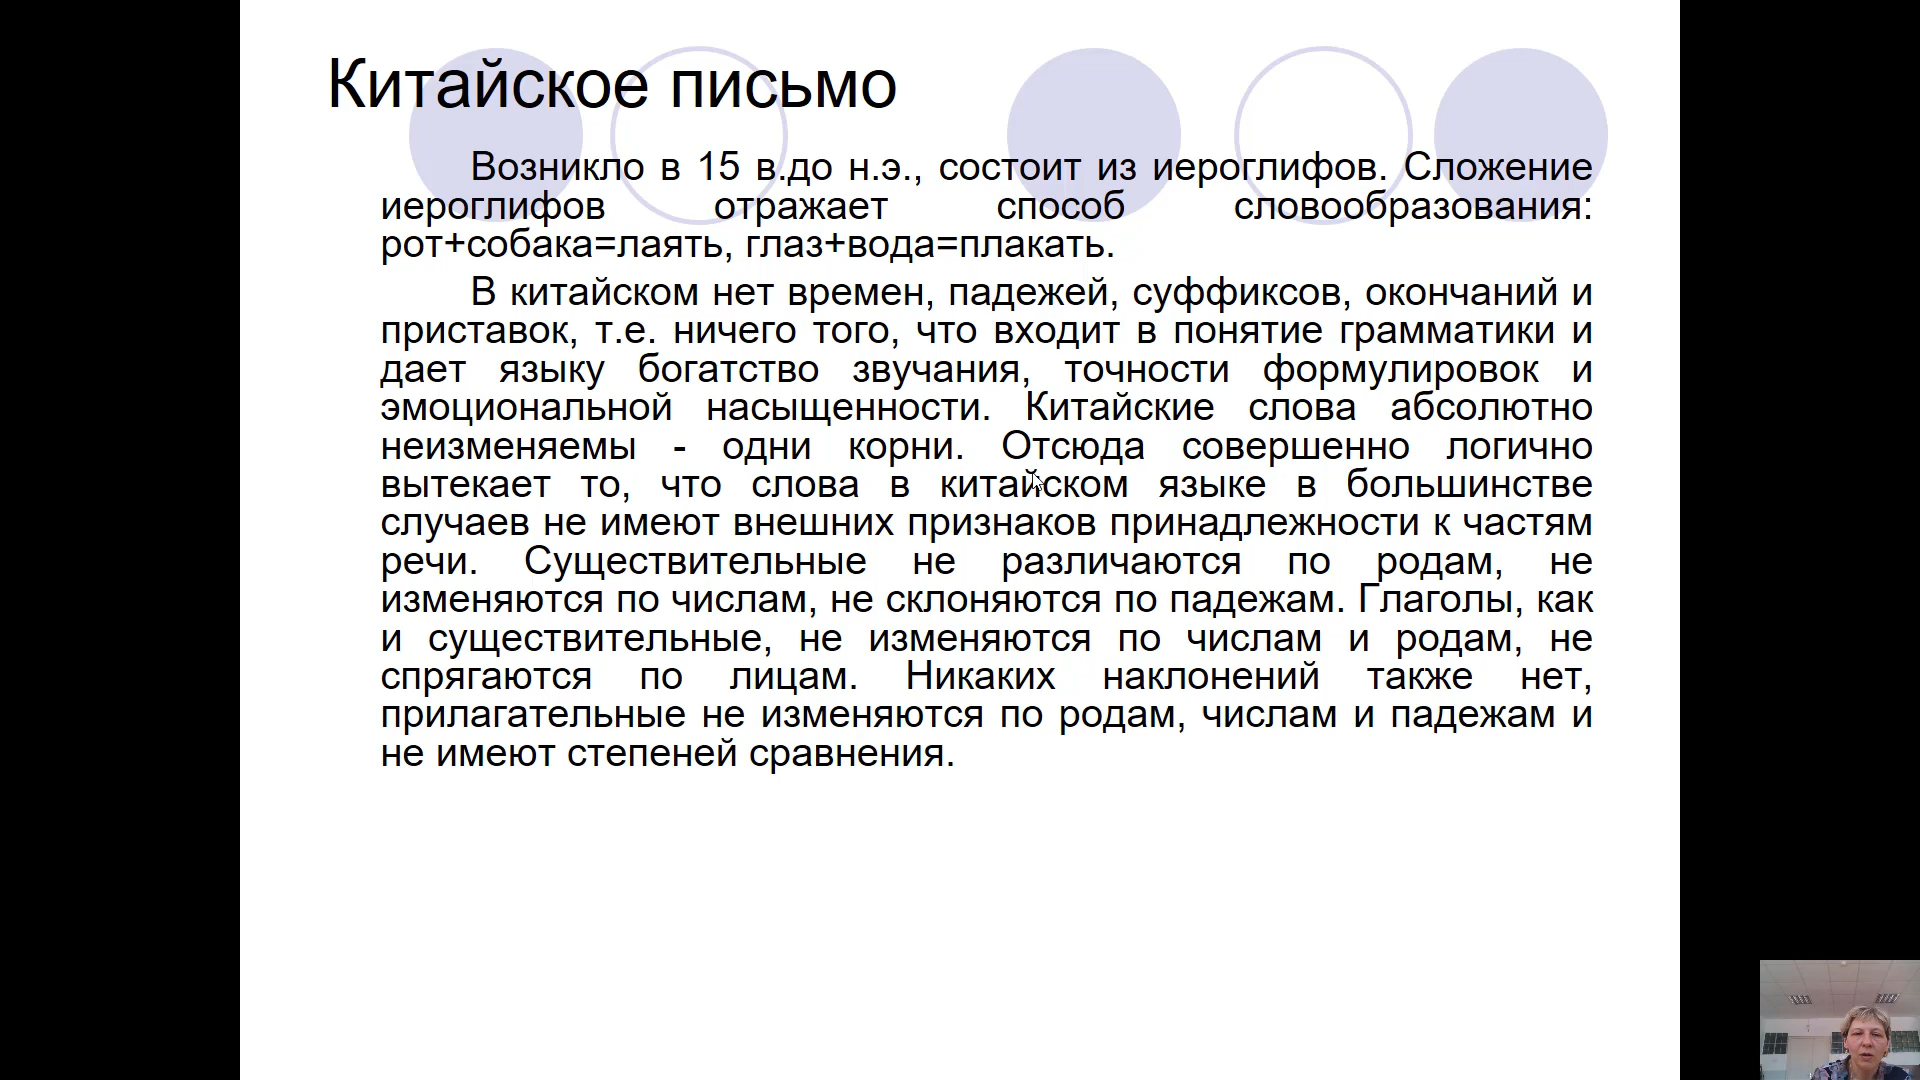 Китайское письмо
Возникло в 15 в.до н.э., состоит из иероглифов. Сложение
иероглифов отражает способ словообразования:
рот+собака=лаять, глаз+вода=плакать.
В китайском нет времен, падежей, суффиксов, окончаний и
приставок, т.е. ничего того, что входит в понятие грамматики и
дает языку богатство звучания, точности формулировок и
эмоциональной насыщенности. Китайские слова абсолютно
неизменяемы - одни корни. Отсюда совершенно логично
вытекает то, что слова в китайском языке в большинстве
случаев не имеют внешних признаков принадлежности к частям
речи. Существительные не различаются по родам, не
изменяются по числам, не склоняются по падежам. Глаголы, как
и существительные, не изменяются по числам и родам, не
спрягаются по лицам. Никаких наклонений также нет,
прилагательные не изменяются по родам, числам и падежам и
не имеют степеней сравнения.